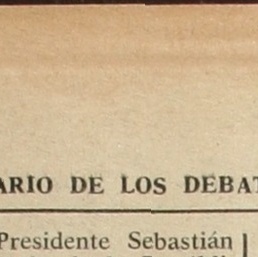 ARIO DE LOS DEBAT
Presidente Sebastián